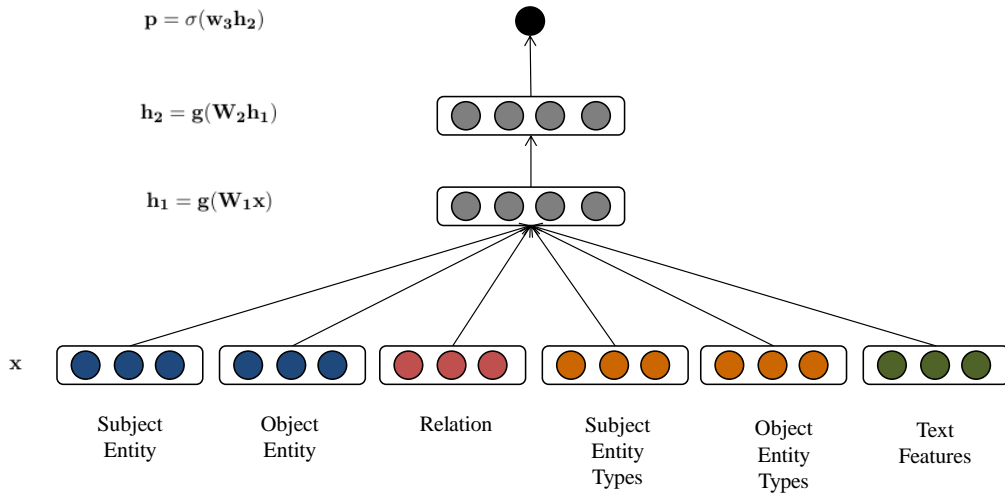 p = σ(w₃h₂)
h₂ = g(W₂h₁)
h₁ = g(W₁x)
x
Subject
Entity
Object
Entity
Relation
Subject
Entity
Types
Object
Entity
Types
Text
Features